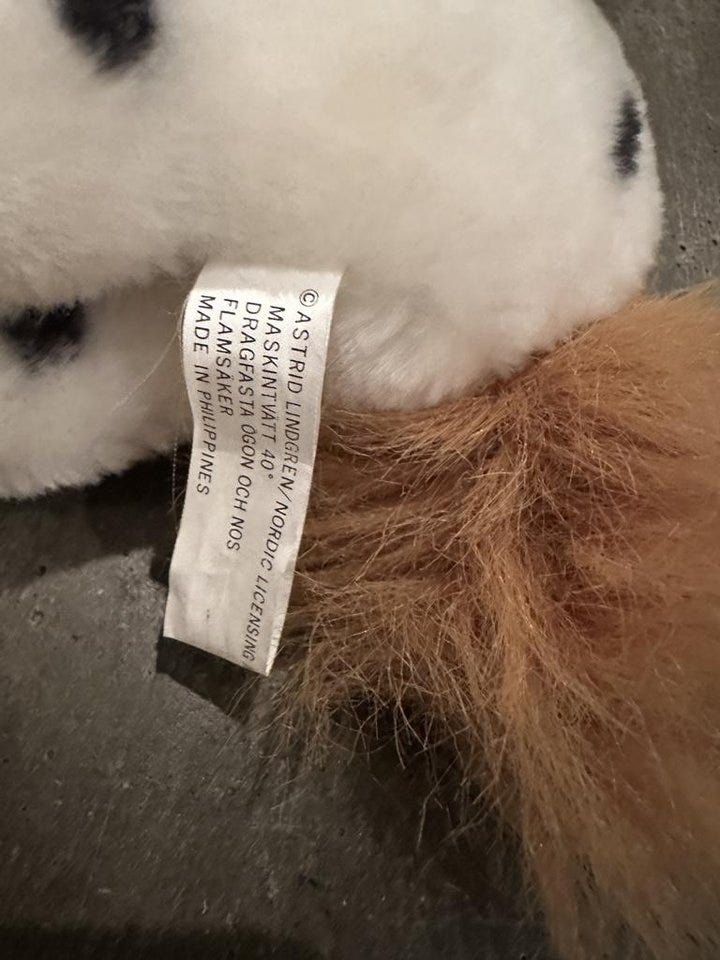 © ASTRID LINDGREN/NORDIC LICENSING
MASKINTVÄTT 40°
DRAGFASTA ÖGON OCH NOS
FLAMSÄKER
MADE IN PHILIPPINES